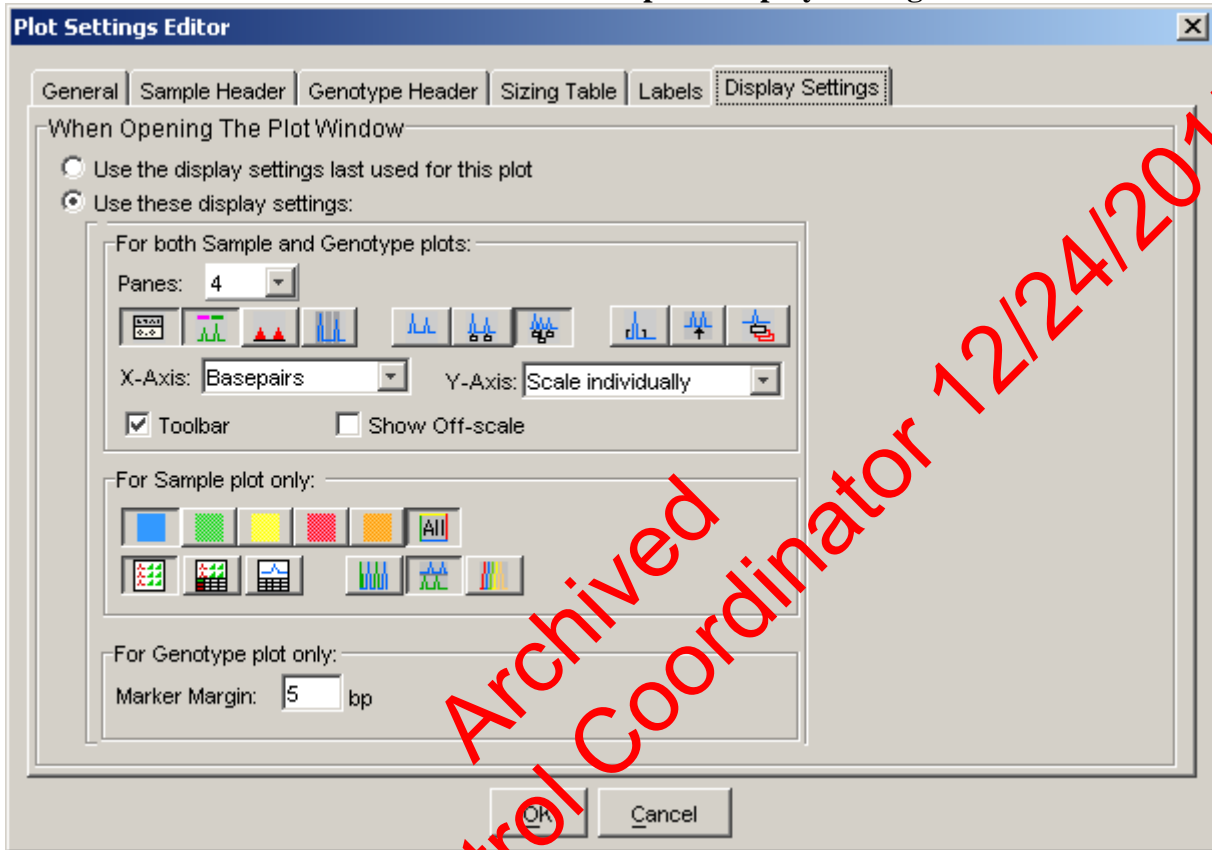 Plot Settings Editor
General Sample Header Genotype Header Sizing Table Labels Display Settings
When Opening The Plot Window
Use the display settings last used for this plot
Use these display settings:
For both Sample and Genotype plots:
Panes: 4
X-Axis: Basepairs Y-Axis: Scale individually
Toolbar Show Off-scale
For Sample plot only:
All
For Genotype plot only:
Marker Margin: 5 bp
OK Cancel
Archived
Coordinator 12/24/201